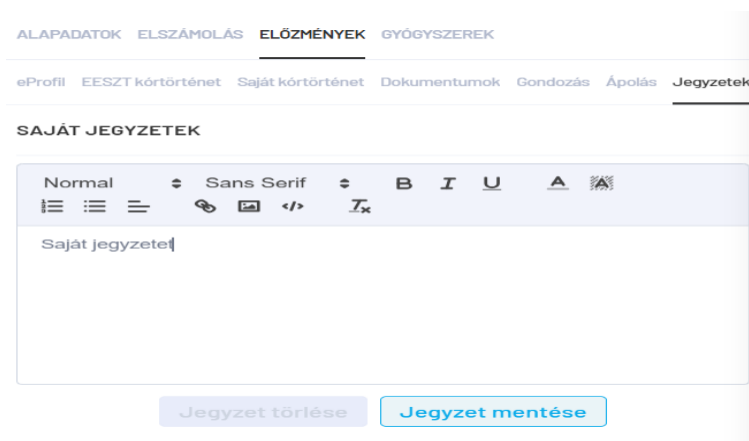 ALAPADATOK ELSZÁMOLÁS ELŐZMÉNYEK GYÓGYSZEREK
eProfil EESZT kórtörténet Saját kórtörténet Dokumentumok Gondozás Ápolás Jegyzetek
SAJÁT JEGYZETEK
Normal Sans Serif B I U A A
Saját jegyzetet
Jegyzet törlése Jegyzet mentése